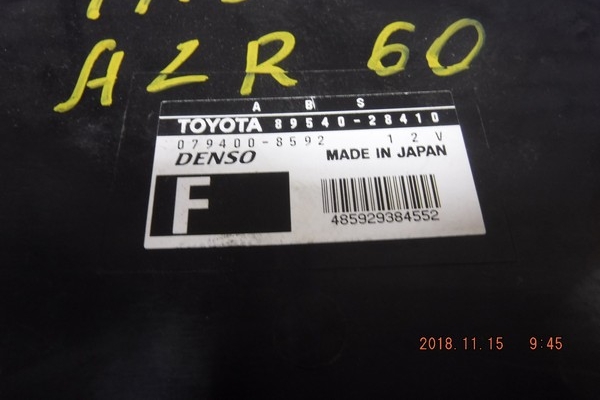 AZR 60
A B S
TOYOTA 89540-28410
079400-8592 12V
DENSO MADE IN JAPAN
F
485929384552
2018.11.15 9:45